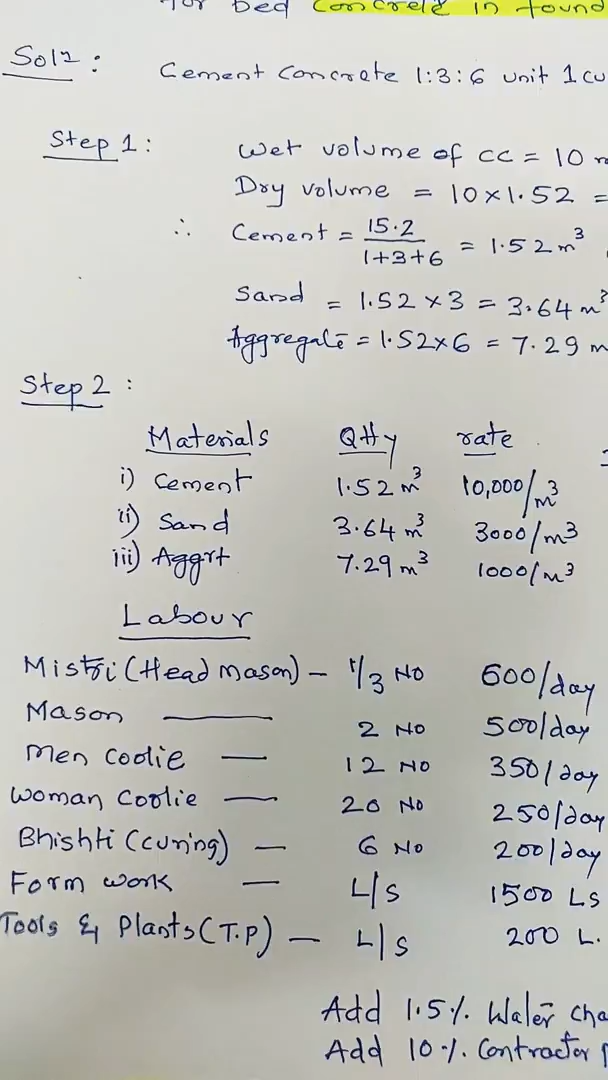 for bed concrete in found
Soln : Cement concrete 1:3:6 unit 1 cu
Step 1 : Wet volume of cc = 10 m
Dry volume = 10 x 1.52 =
∴ Cement = 15.2 / 1+3+6 = 1.52 m³
Sand = 1.52 x 3 = 3.64 m³
Aggregate = 1.52 x 6 = 7.29 m
Step 2 :
Materials Qtty rate
i) Cement 1.52 m³ 10,000/m³
ii) Sand 3.64 m³ 3000/m³
iii) Aggrt 7.29 m³ 1000/m³
Labour
Mistri (Head mason) – 1/3 No 600/day
Mason — 2 No 500/day
Men coolie — 12 No 350/day
Woman coolie — 20 No 250/day
Bhishti (curing) — 6 No 200/day
Form work — L/S 1500 LS
Tools & Plants (T.P) — L/S 200 L.
Add 1.5% Water cha
Add 10% Contractor p